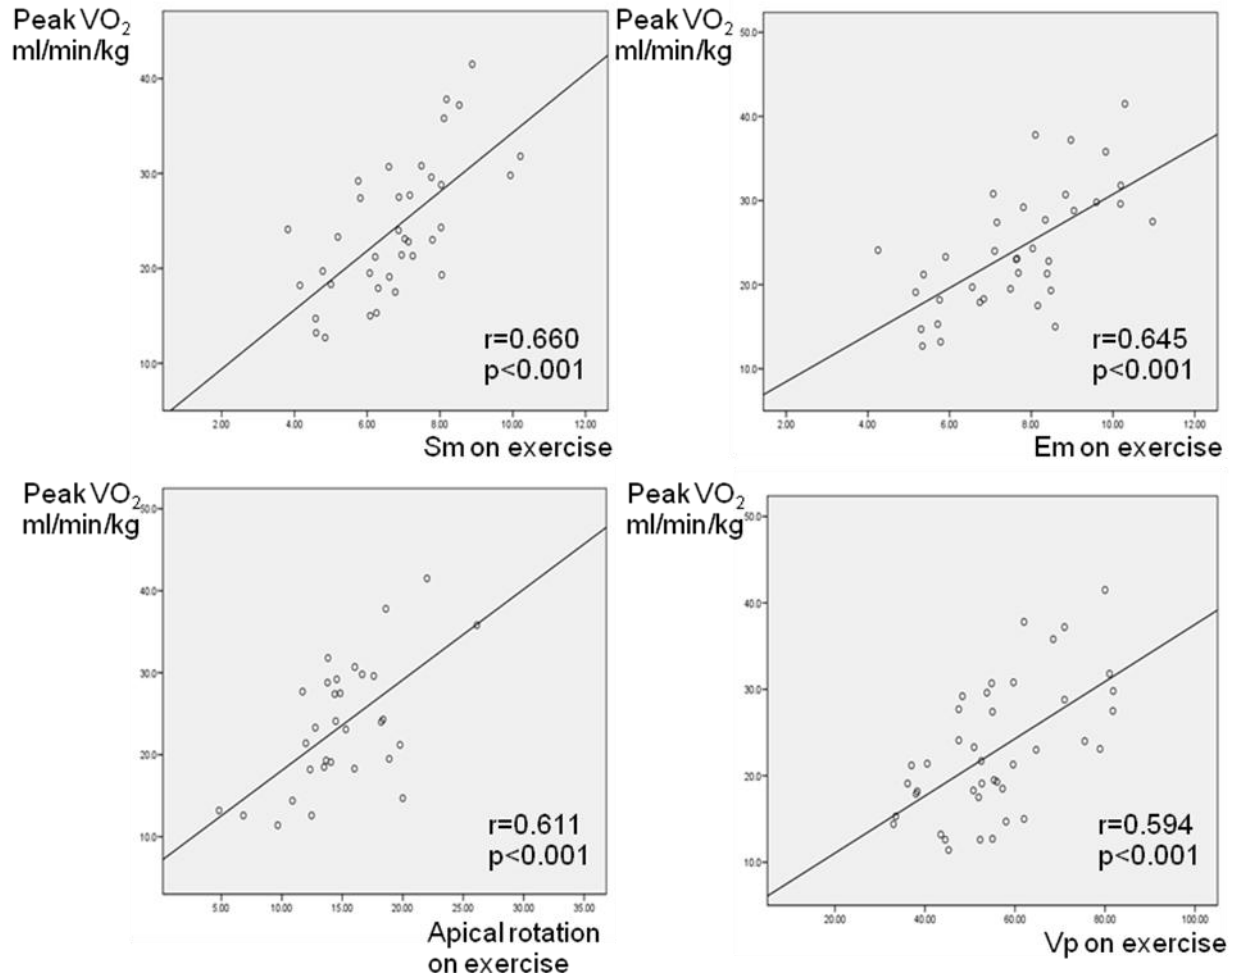 Peak VO2
ml/min/kg
40.0
30.0
20.0
10.0
r=0.660
p<0.001
2.00 4.00 6.00 8.00 10.00 12.00
Sm on exercise
Peak VO2
ml/min/kg
50.0
40.0
30.0
20.0
10.0
r=0.645
p<0.001
2.00 4.00 6.00 8.00 10.00 12.00
Em on exercise
Peak VO2
ml/min/kg
50.0
40.0
30.0
20.0
10.0
r=0.611
p<0.001
5.00 10.00 15.00 20.00 25.00 30.00 35.00
Apical rotation
on exercise
Peak VO2
ml/min/kg
50.0
40.0
30.0
20.0
10.0
r=0.594
p<0.001
20.00 40.00 60.00 80.00 100.00
Vp on exercise